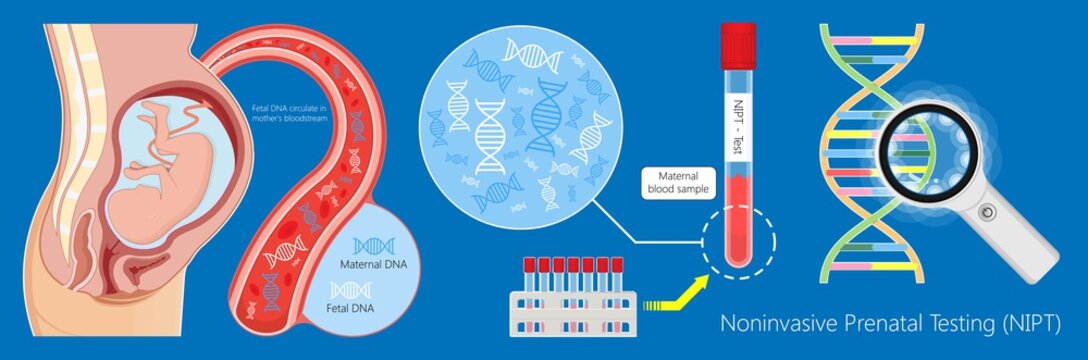 Fetal DNA circulate in
mother's bloodstream
Maternal DNA
Fetal DNA
NIPT - Test
Maternal
blood sample
Noninvasive Prenatal Testing (NIPT)